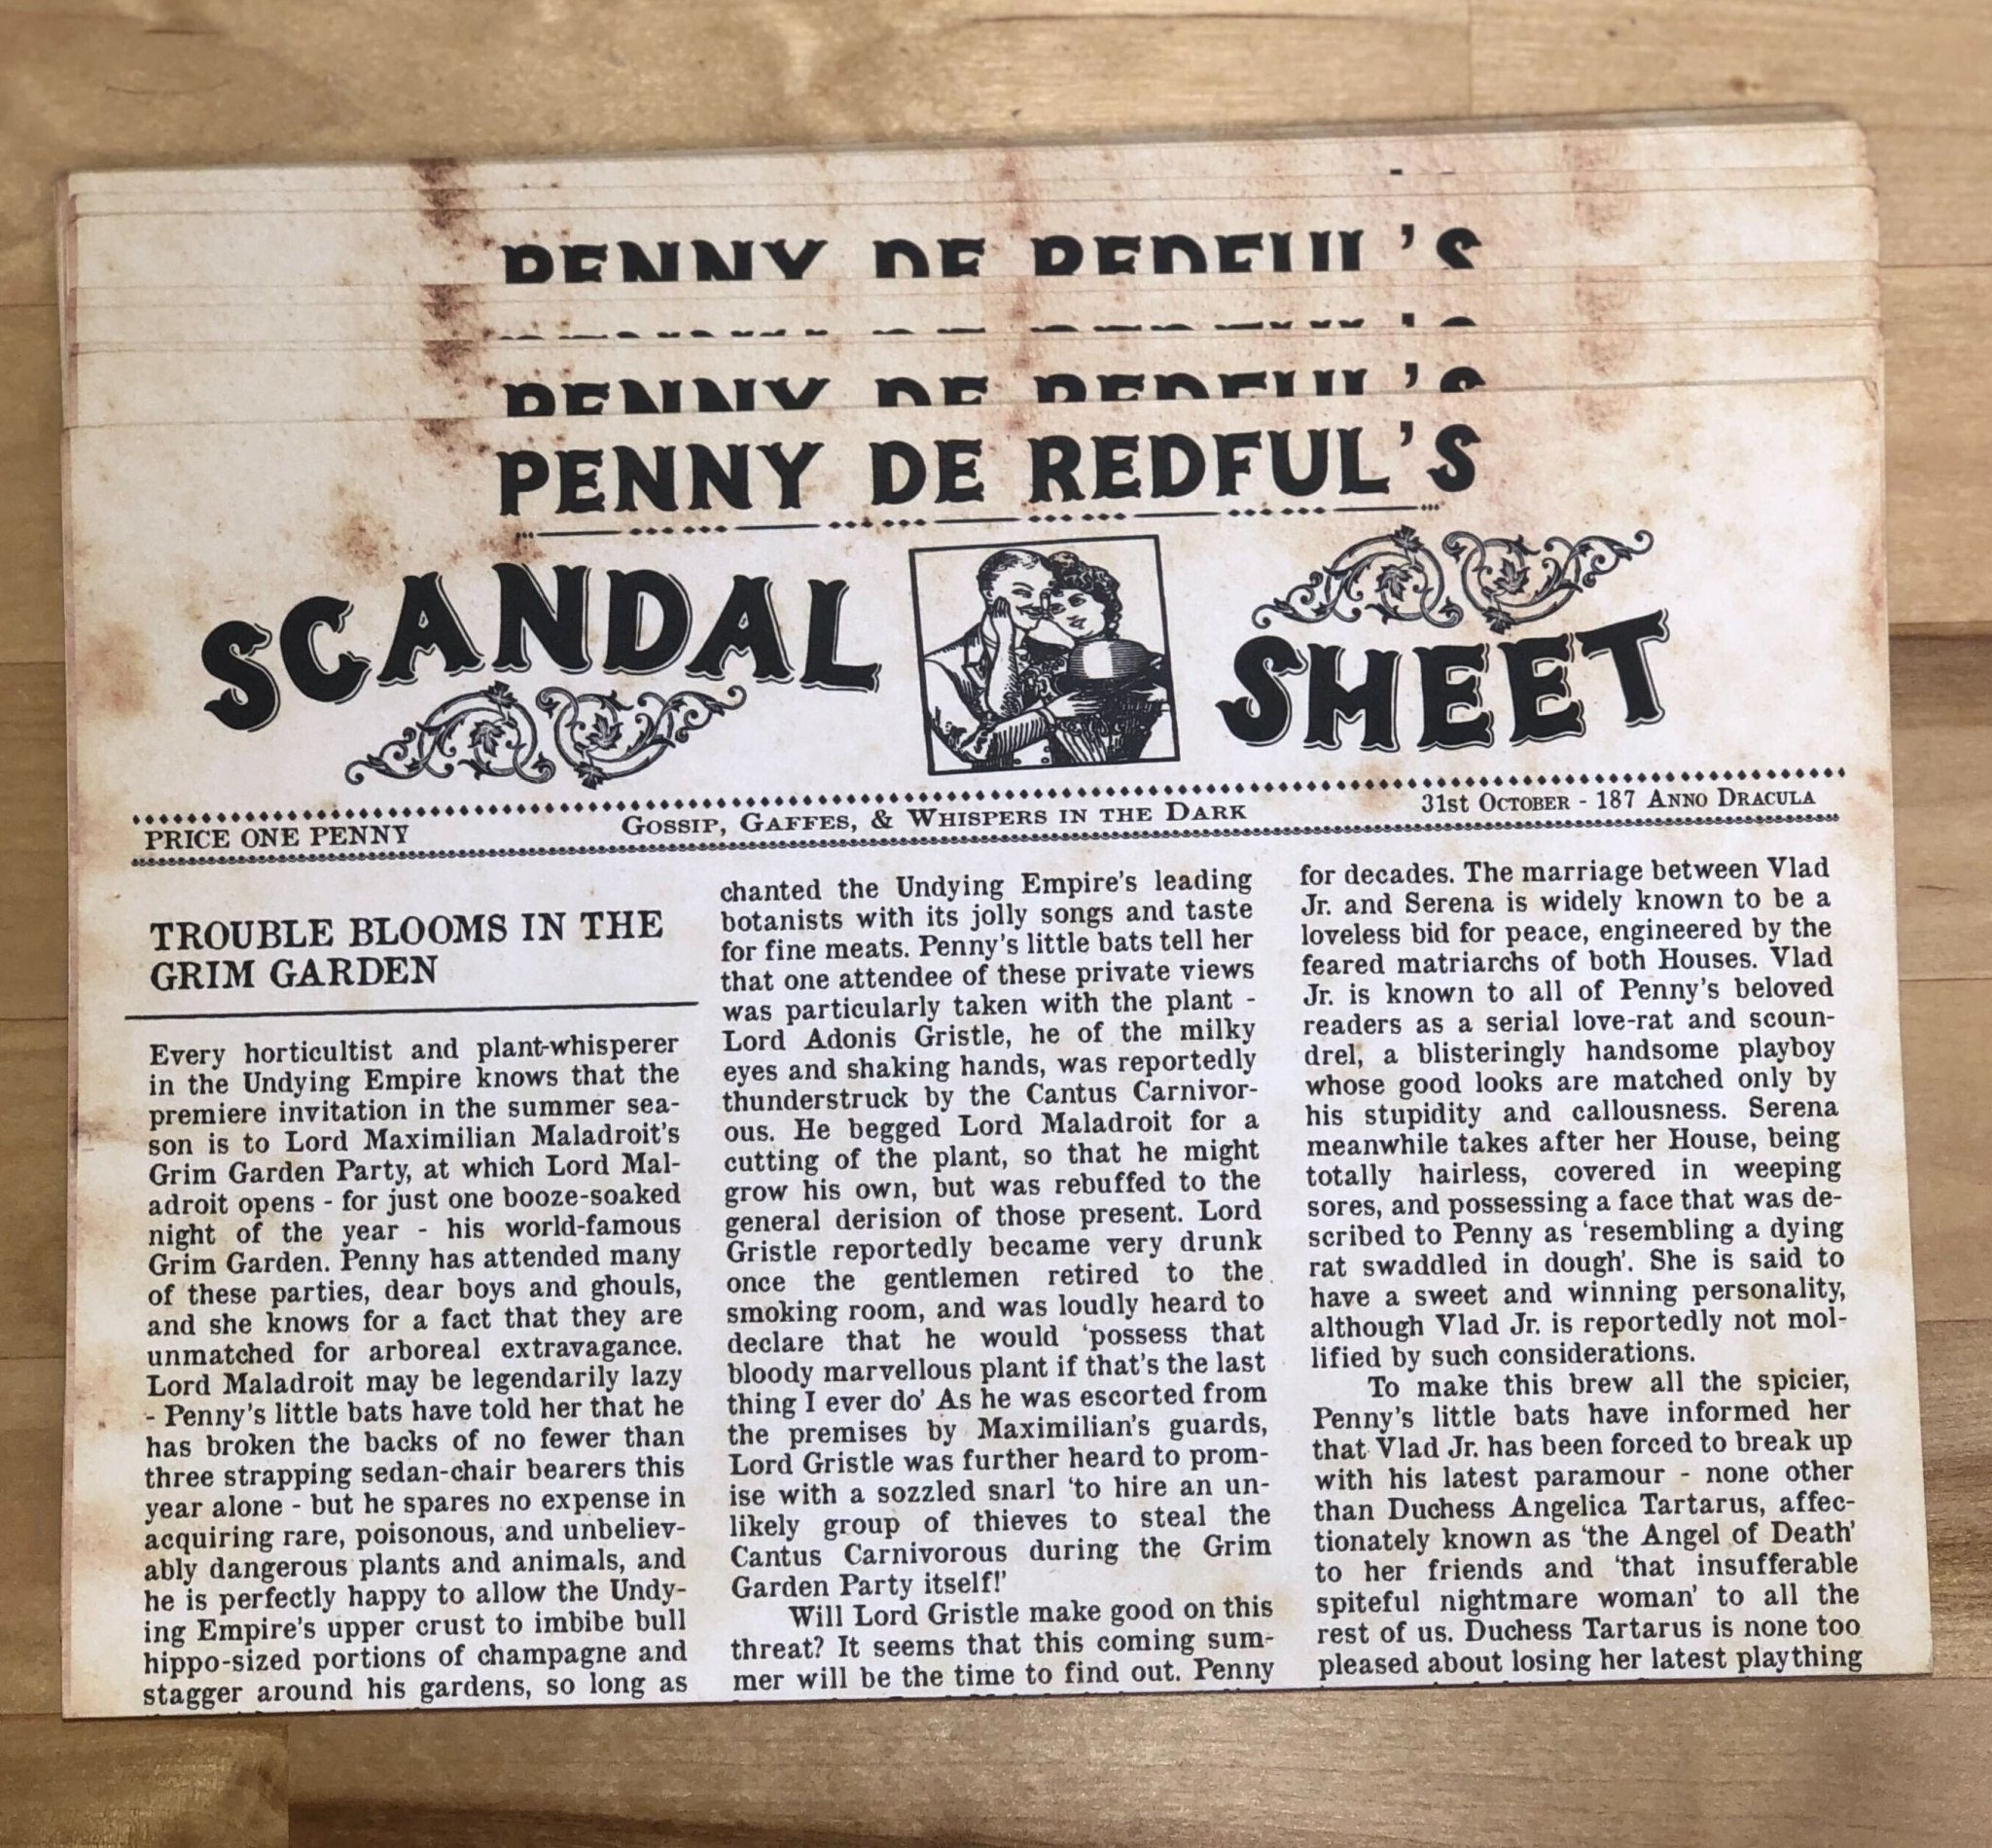 PENNY DE REDFUL'S
PENNY DE REDFUL'S
PENNY DE REDFUL'S
SCANDAL SHEET
PRICE ONE PENNY
GOSSIP, GAFFES, & WHISPERS IN THE DARK
31st OCTOBER - 187 ANNO DRACULA
TROUBLE BLOOMS IN THE
GRIM GARDEN
Every horticultist and plant-whisperer
in the Undying Empire knows that the
premiere invitation in the summer sea-
son is to Lord Maximilian Maladroit's
Grim Garden Party, at which Lord Mal-
adroit opens - for just one booze-soaked
night of the year - his world-famous
Grim Garden. Penny has attended many
of these parties, dear boys and ghouls,
and she knows for a fact that they are
unmatched for arboreal extravagance.
Lord Maladroit may be legendarily lazy
- Penny's little bats have told her that he
has broken the backs of no fewer than
three strapping sedan-chair bearers this
year alone - but he spares no expense in
acquiring rare, poisonous, and unbeliev-
ably dangerous plants and animals, and
he is perfectly happy to allow the Undy-
ing Empire's upper crust to imbibe bull
hippo-sized portions of champagne and
stagger around his gardens, so long as
chanted the Undying Empire's leading
botanists with its jolly songs and taste
for fine meats. Penny's little bats tell her
that one attendee of these private views
was particularly taken with the plant -
Lord Adonis Gristle, he of the milky
eyes and shaking hands, was reportedly
thunderstruck by the Cantus Carnivor-
ous. He begged Lord Maladroit for a
cutting of the plant, so that he might
grow his own, but was rebuffed to the
general derision of those present. Lord
Gristle reportedly became very drunk
once the gentlemen retired to the
smoking room, and was loudly heard to
declare that he would 'possess that
bloody marvellous plant if that's the last
thing I ever do' As he was escorted from
the premises by Maximilian's guards,
Lord Gristle was further heard to prom-
ise with a sozzled snarl 'to hire an un-
likely group of thieves to steal the
Cantus Carnivorous during the Grim
Garden Party itself!'
Will Lord Gristle make good on this
threat? It seems that this coming sum-
mer will be the time to find out. Penny
for decades. The marriage between Vlad
Jr. and Serena is widely known to be a
loveless bid for peace, engineered by the
feared matriarchs of both Houses. Vlad
Jr. is known to all of Penny's beloved
readers as a serial love-rat and scoun-
drel, a blisteringly handsome playboy
whose good looks are matched only by
his stupidity and callousness. Serena
meanwhile takes after her House, being
totally hairless, covered in weeping
sores, and possessing a face that was de-
scribed to Penny as 'resembling a dying
rat swaddled in dough'. She is said to
have a sweet and winning personality,
although Vlad Jr. is reportedly not mol-
lified by such considerations.
To make this brew all the spicier,
Penny's little bats have informed her
that Vlad Jr. has been forced to break up
with his latest paramour - none other
than Duchess Angelica Tartarus, affec-
tionately known as 'the Angel of Death'
to her friends and 'that insufferable
spiteful nightmare woman' to all the
rest of us. Duchess Tartarus is none too
pleased about losing her latest plaything